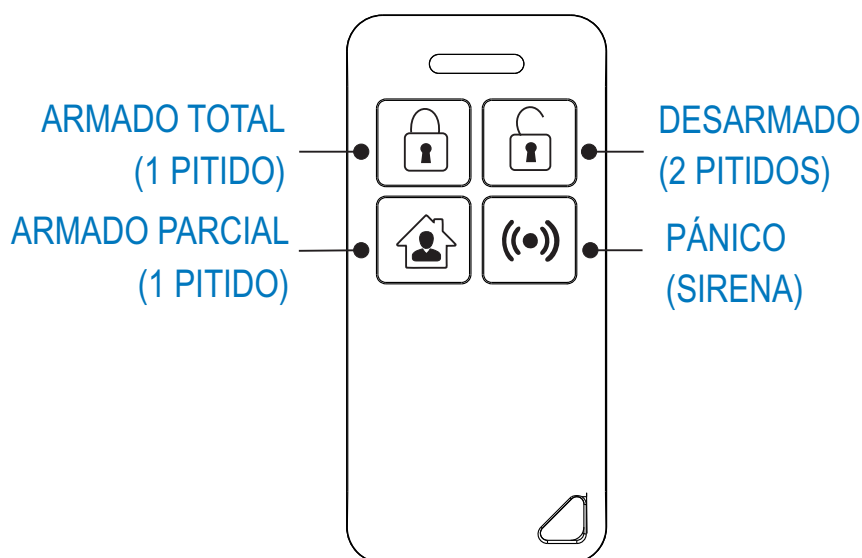 ARMADO TOTAL
(1 PITIDO)
DESARMADO
(2 PITIDOS)
ARMADO PARCIAL
(1 PITIDO)
PÁNICO
(SIRENA)